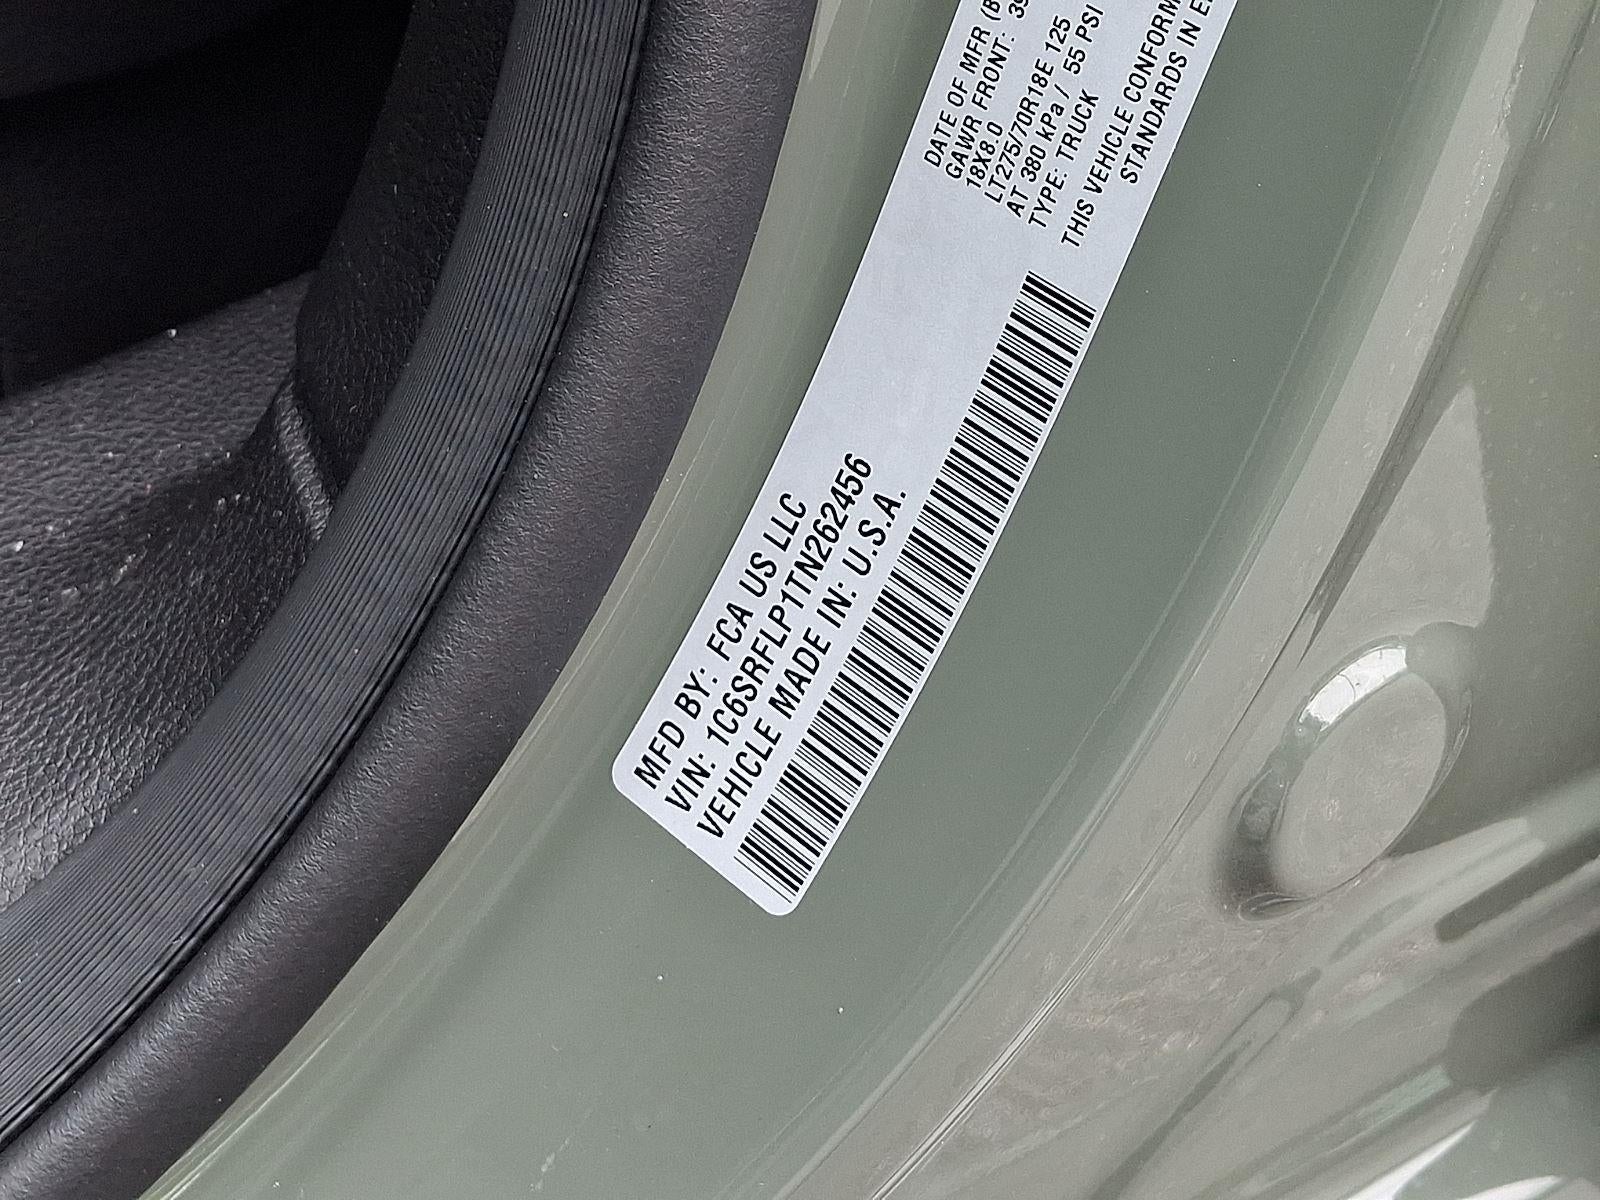 MFD BY: FCA US LLC
VIN: 1C6SRFLP1TN262456
VEHICLE MADE IN: U.S.A.
DATE OF MFR (B
GAWR FRONT: 39
18X8.0
LT275/70R18E 125
AT 380 kPa / 55 PSI
TYPE: TRUCK
THIS VEHICLE CONFORM
STANDARDS IN E